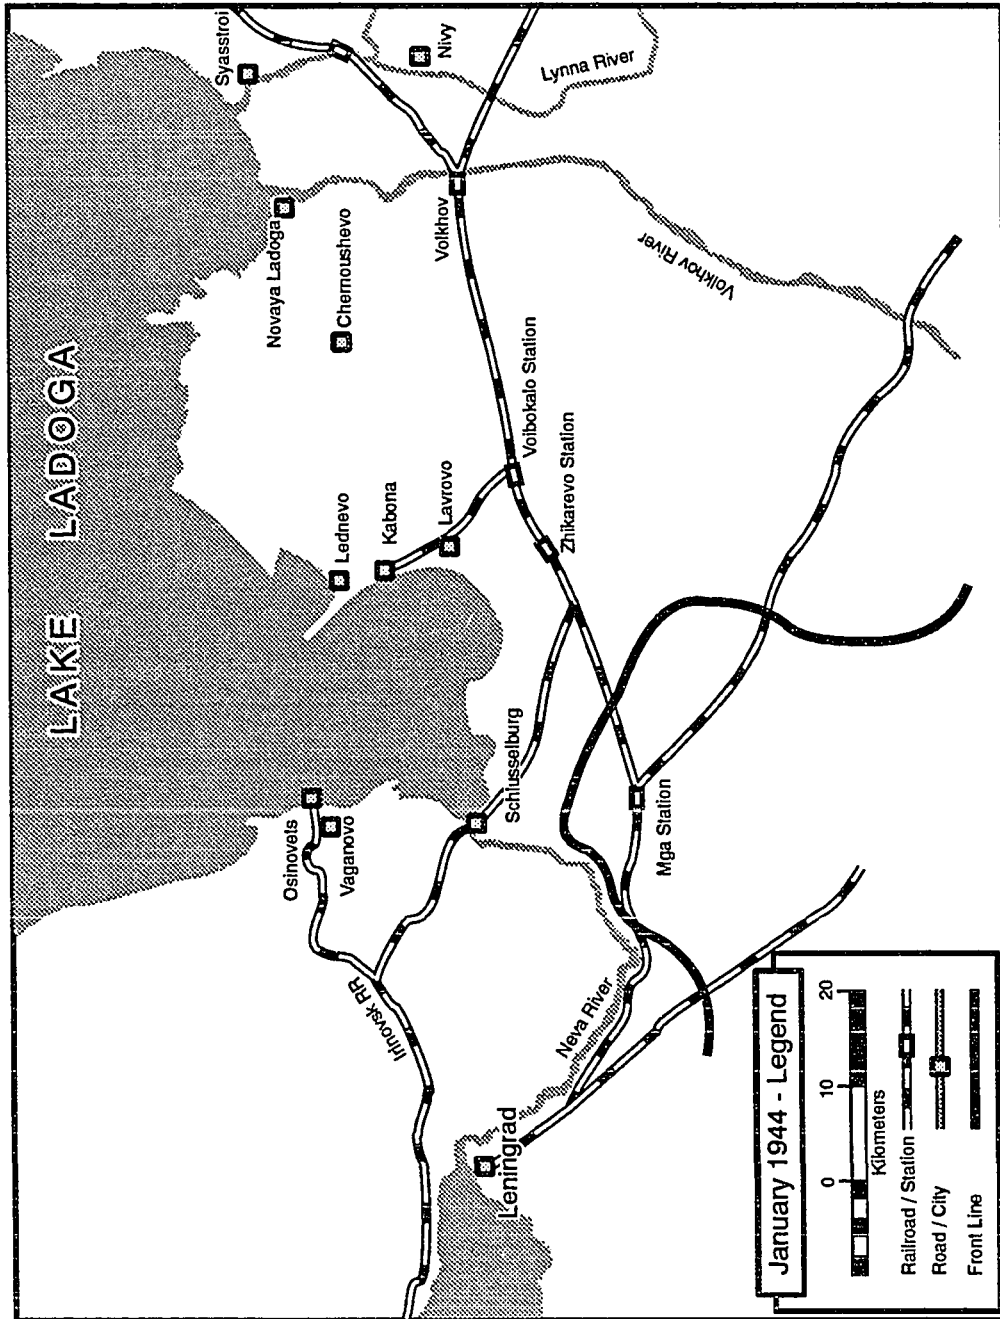 LAKE LADOGA
Syasstroj
Nivy
Lynna River
Novaya Ladoga
Chernoushevo
Volkhov
Volkhov River
Lednevo
Kabona
Lavrovo
Voibokalo Station
Zhikarevo Station
Osinovets
Vaganovo
Schlusselburg
Irinovsk RR
Mga Station
Neva River
Leningrad
January 1944 - Legend
0 10 20
Kilometers
Railroad / Station
Road / City
Front Line